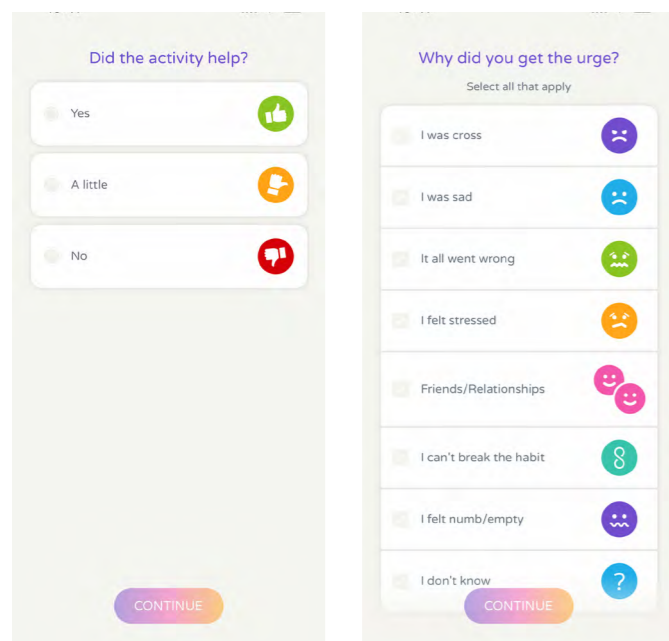 Did the activity help?
Yes
A little
No
CONTINUE
Why did you get the urge?
Select all that apply
I was cross
I was sad
It all went wrong
I felt stressed
Friends/Relationships
I can't break the habit
I felt numb/empty
I don't know
?
CONTINUE